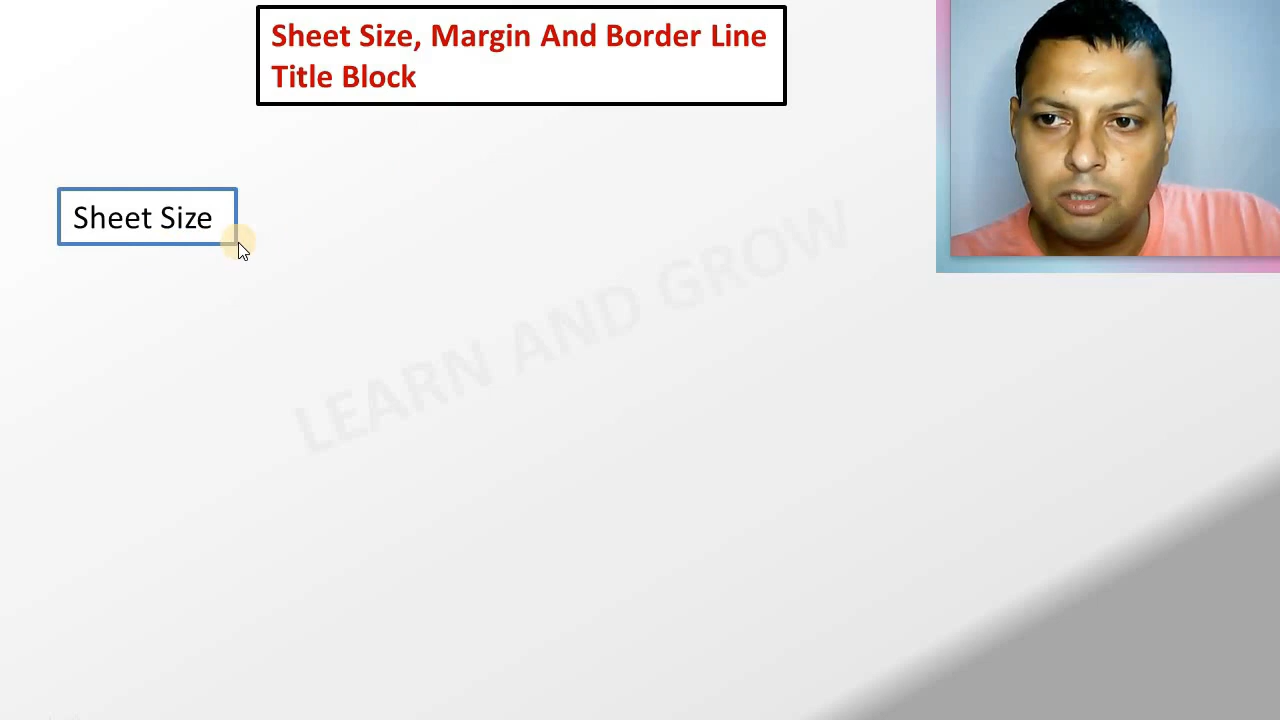 Sheet Size, Margin And Border Line
Title Block
Sheet Size
LEARN AND GROW